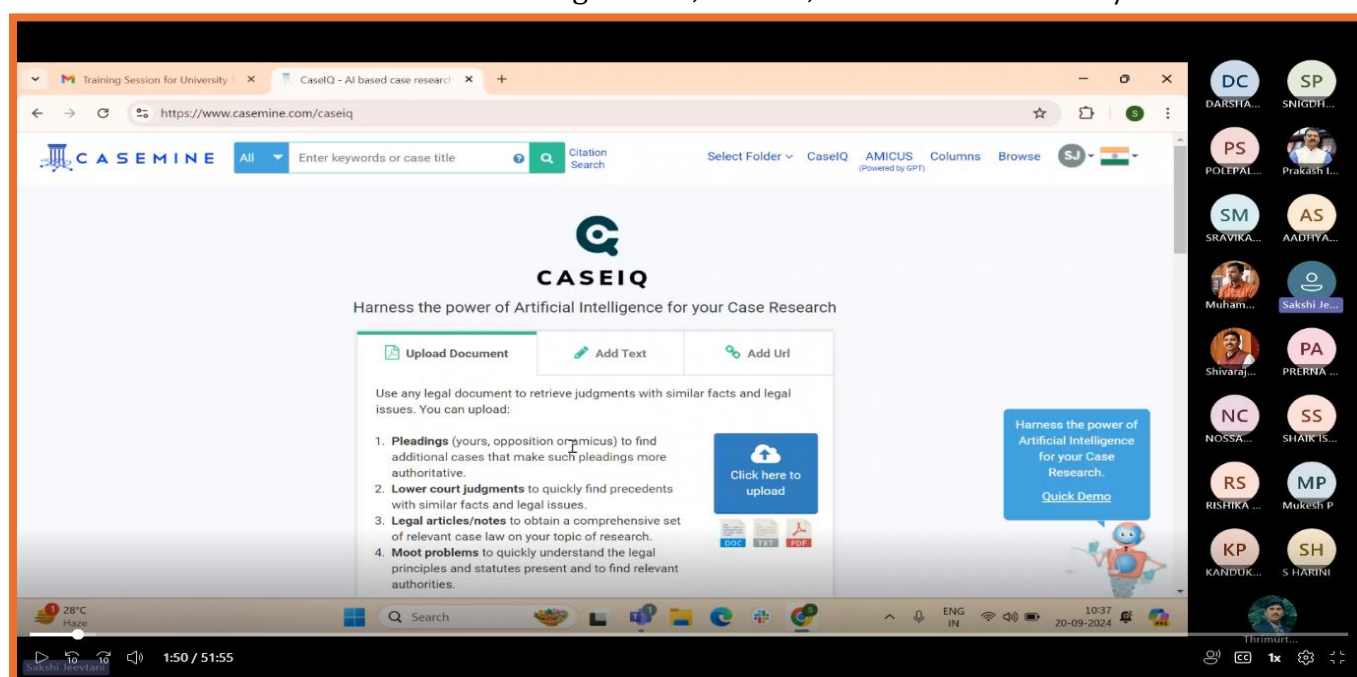 Training Session for University S
CaseIQ - AI based case research
https://www.casemine.com/caseiq
S
CASEMINE
All
Enter keywords or case title
Citation
Search
Select Folder
CaseIQ
AMICUS
(Powered by GPT)
Columns
Browse
SJ
CASEIQ
Harness the power of Artificial Intelligence for your Case Research
Upload Document
Add Text
Add Url
Use any legal document to retrieve judgments with similar facts and legal
issues. You can upload:
1. Pleadings (yours, opposition or amicus) to find
additional cases that make such pleadings more
authoritative.
2. Lower court judgments to quickly find precedents
with similar facts and legal issues.
3. Legal articles/notes to obtain a comprehensive set
of relevant case law on your topic of research.
4. Moot problems to quickly understand the legal
principles and statutes present and to find relevant
authorities.
Click here to
upload
DOC TXT PDF
Harness the power of
Artificial Intelligence
for your Case
Research.
Quick Demo
28°C
Haze
Search
ENG
IN
10:37
20-09-2024
Sakshi Jeevtani
1:50 / 51:55
DC
DARSHA...
SP
SNIGDH...
PS
POLEPAL...
Prakash I...
SM
SRAVIKA...
AS
AADHYA...
Muham...
Sakshi Je...
Shivaraj...
PA
PRERNA ...
NC
NOSSA...
SS
SHAIK IS...
RS
RISHIKA ...
MP
Mukesh P
KP
KANDUK...
SH
S HARINI
Thrimurt...
CC
1x